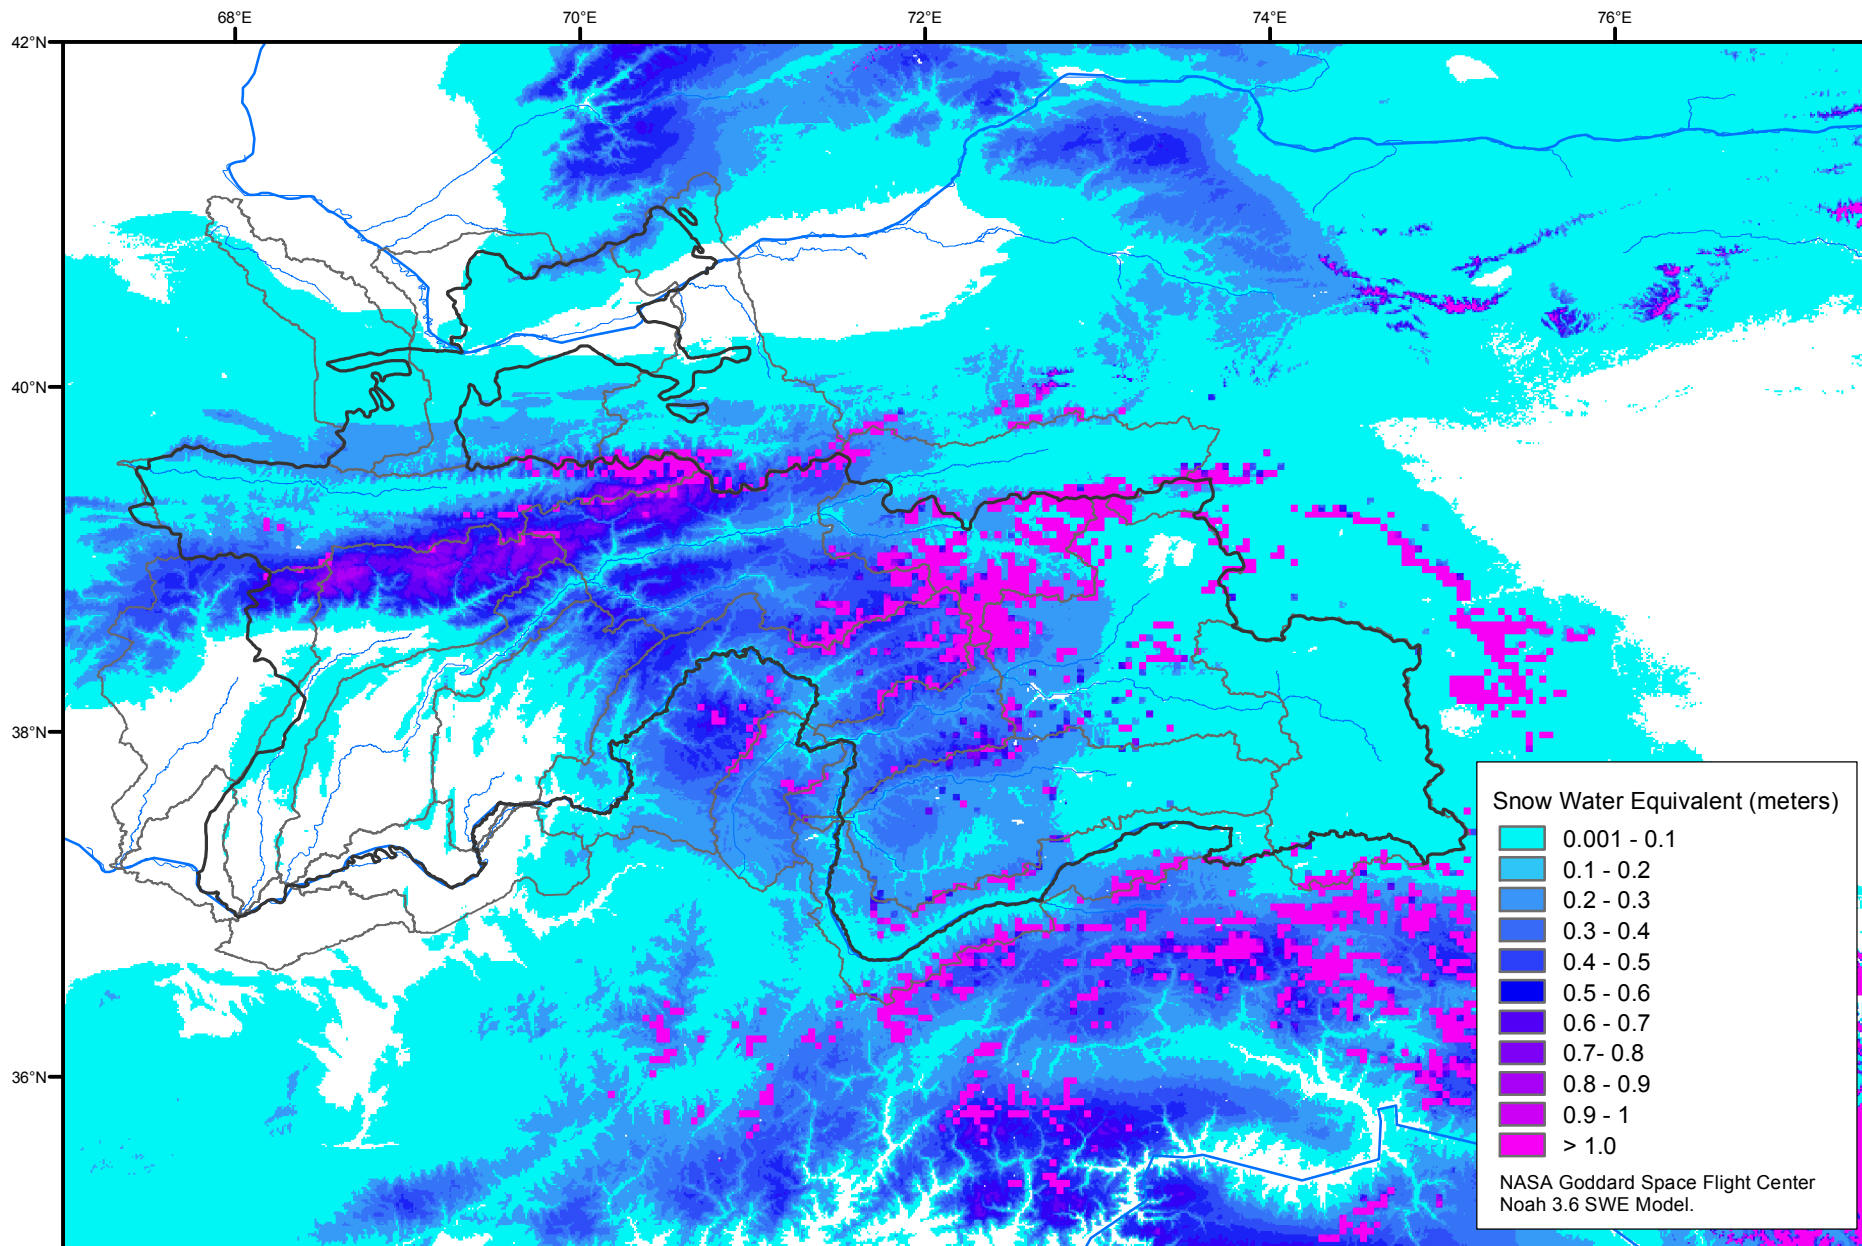 68°E 70°E 72°E 74°E 76°E
42°N
40°N
38°N
36°N
Snow Water Equivalent (meters)
0.001 - 0.1
0.1 - 0.2
0.2 - 0.3
0.3 - 0.4
0.4 - 0.5
0.5 - 0.6
0.6 - 0.7
0.7- 0.8
0.8 - 0.9
0.9 - 1
> 1.0
NASA Goddard Space Flight Center
Noah 3.6 SWE Model.